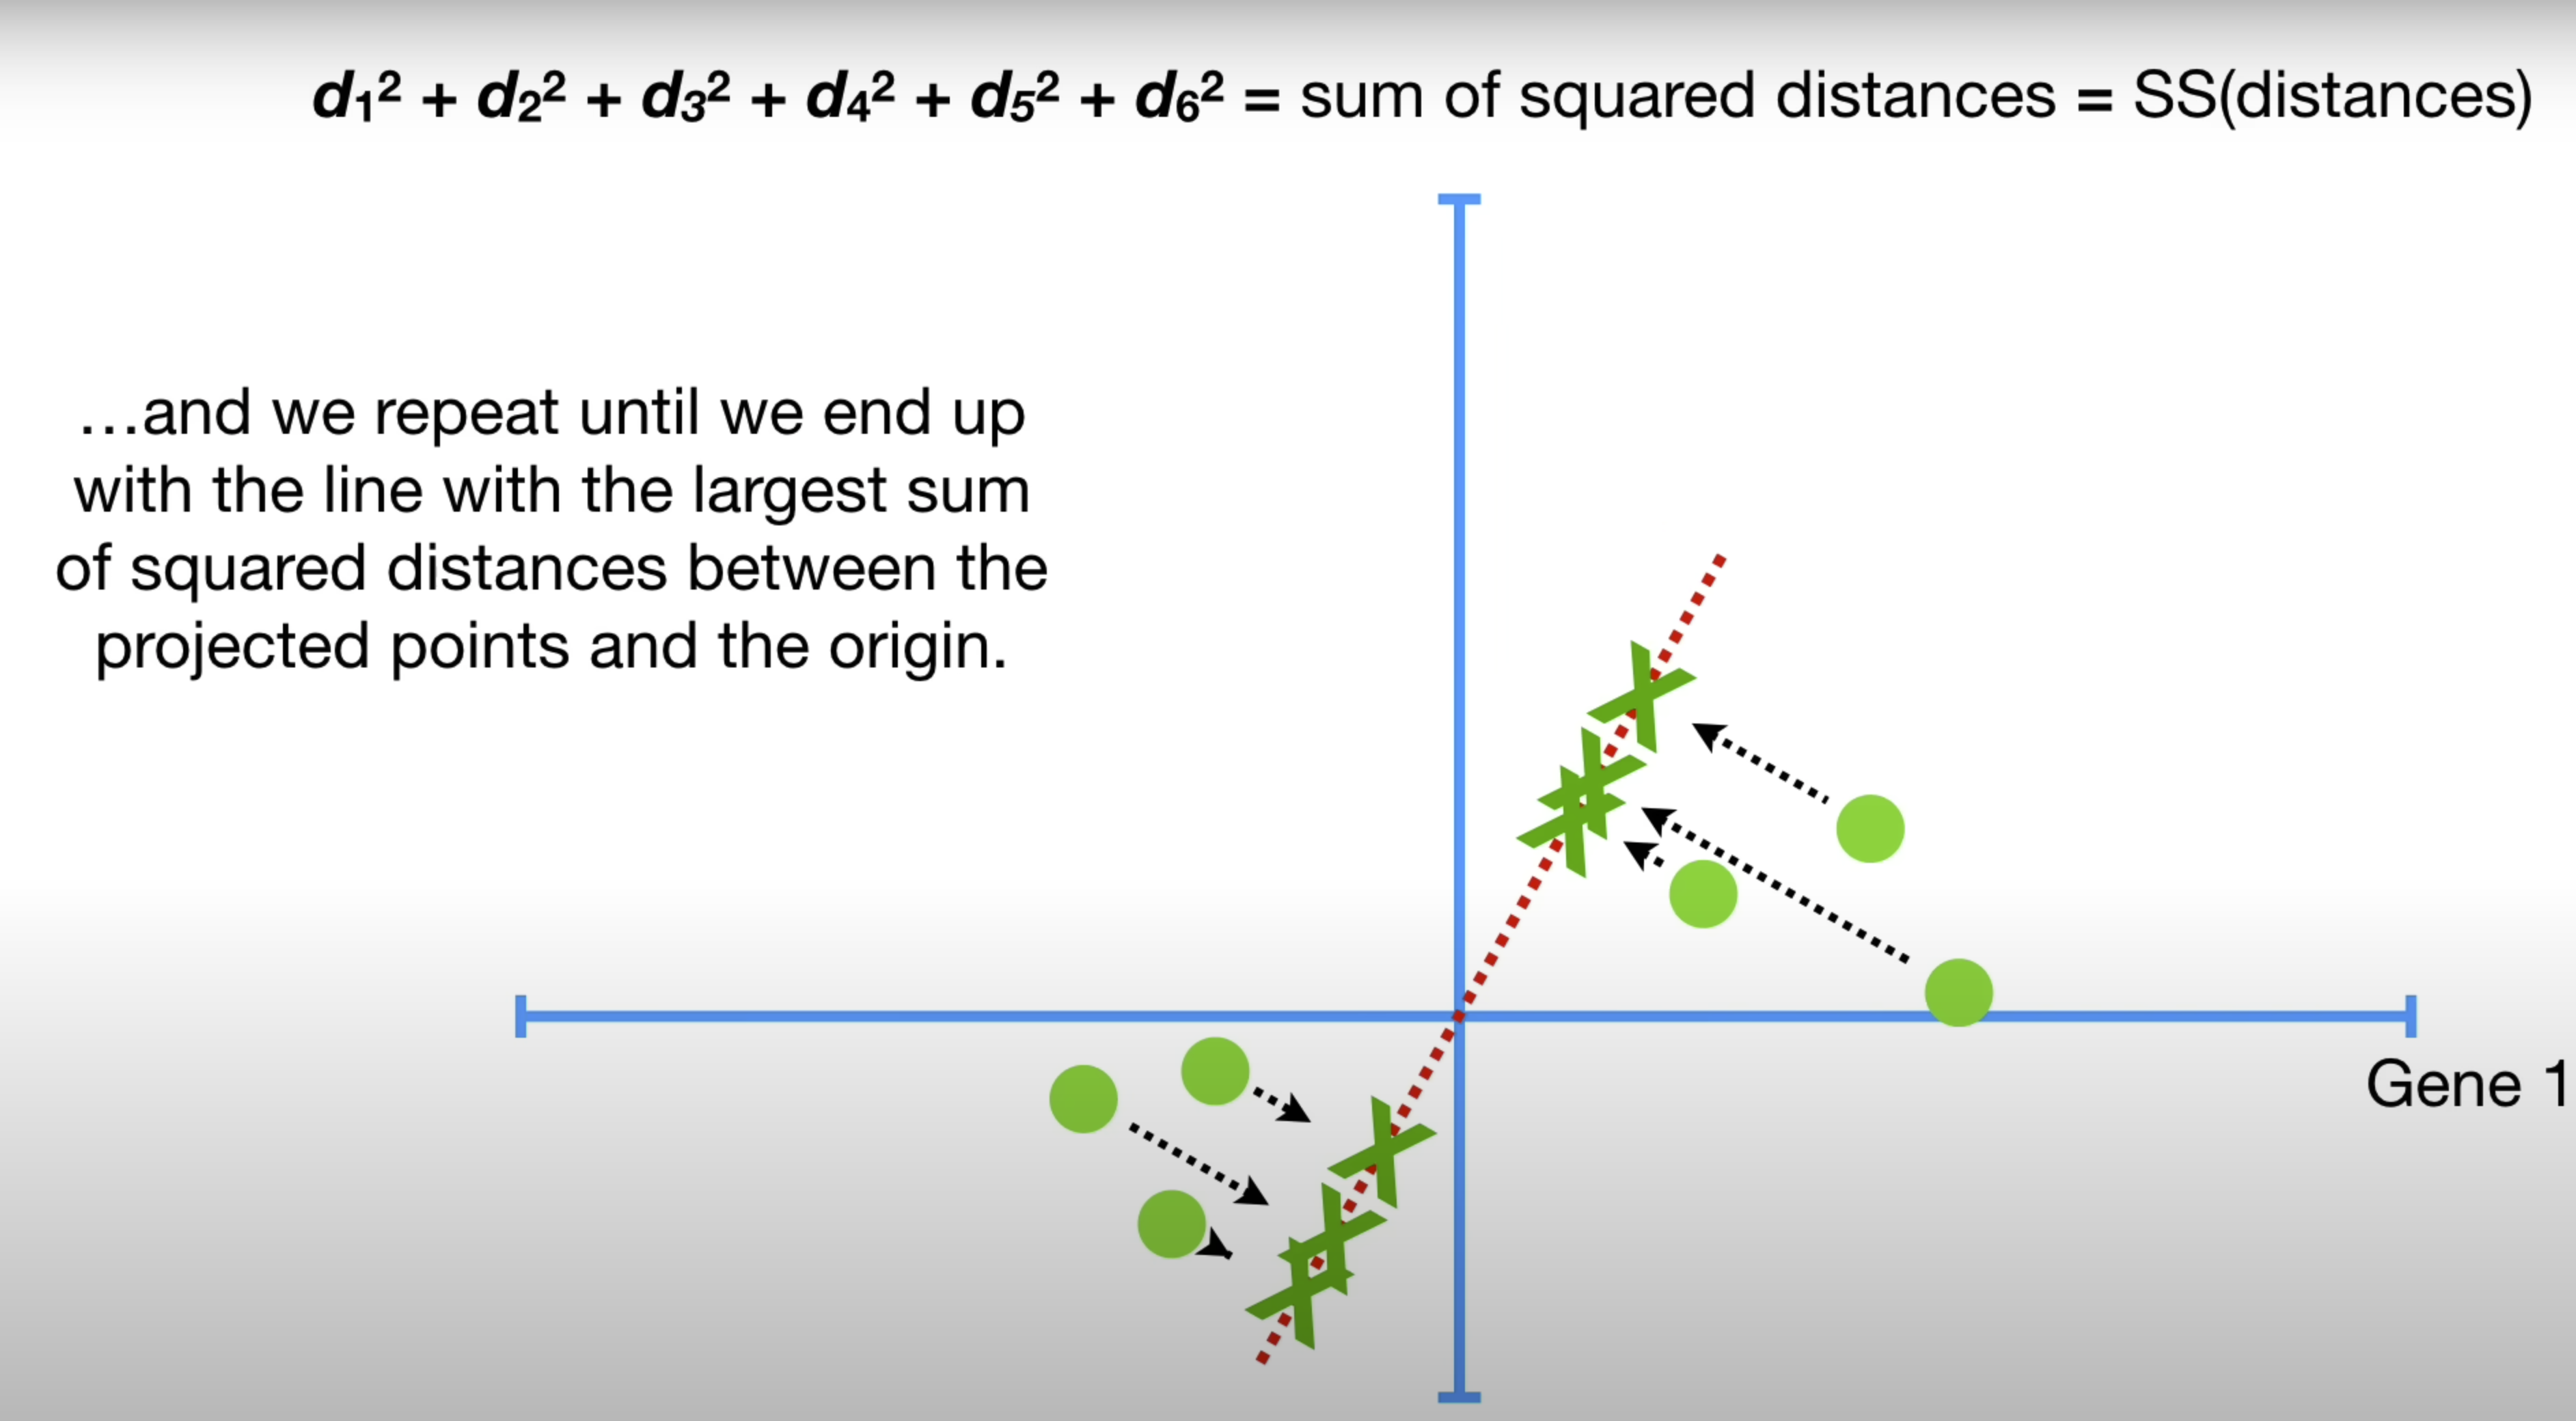 d₁² + d₂² + d₃² + d₄² + d₅² + d₆² = sum of squared distances = SS(distances)
...and we repeat until we end up
with the line with the largest sum
of squared distances between the
projected points and the origin.
Gene 1